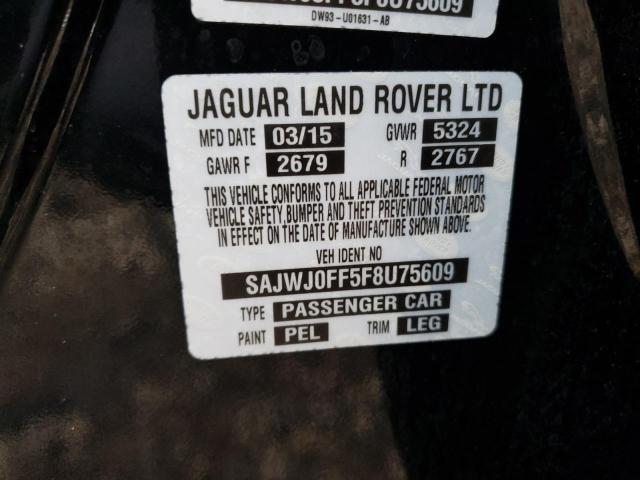 DW93-U01631-AB
JAGUAR LAND ROVER LTD
MFD DATE 03/15 GVWR 5324
GAWR F 2679 R 2767
THIS VEHICLE CONFORMS TO ALL APPLICABLE FEDERAL MOTOR
VEHICLE SAFETY,BUMPER AND THEFT PREVENTION STANDARDS
IN EFFECT ON THE DATE OF MANUFACTURE SHOWN ABOVE.
VEH IDENT NO
SAJWJ0FF5F8U75609
TYPE PASSENGER CAR
PAINT PEL TRIM LEG